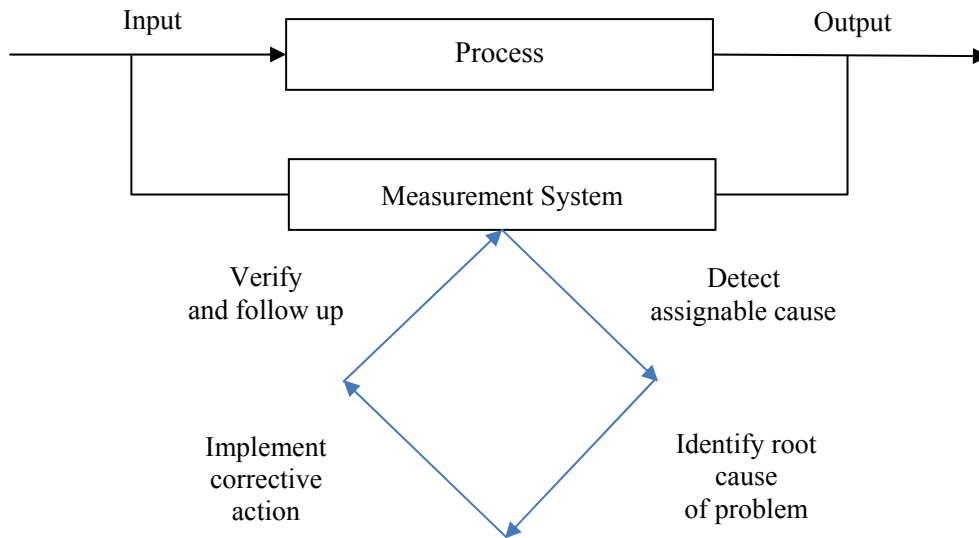 Input
Output
Process
Measurement System
Verify
and follow up
Detect
assignable cause
Implement
corrective
action
Identify root
cause
of problem